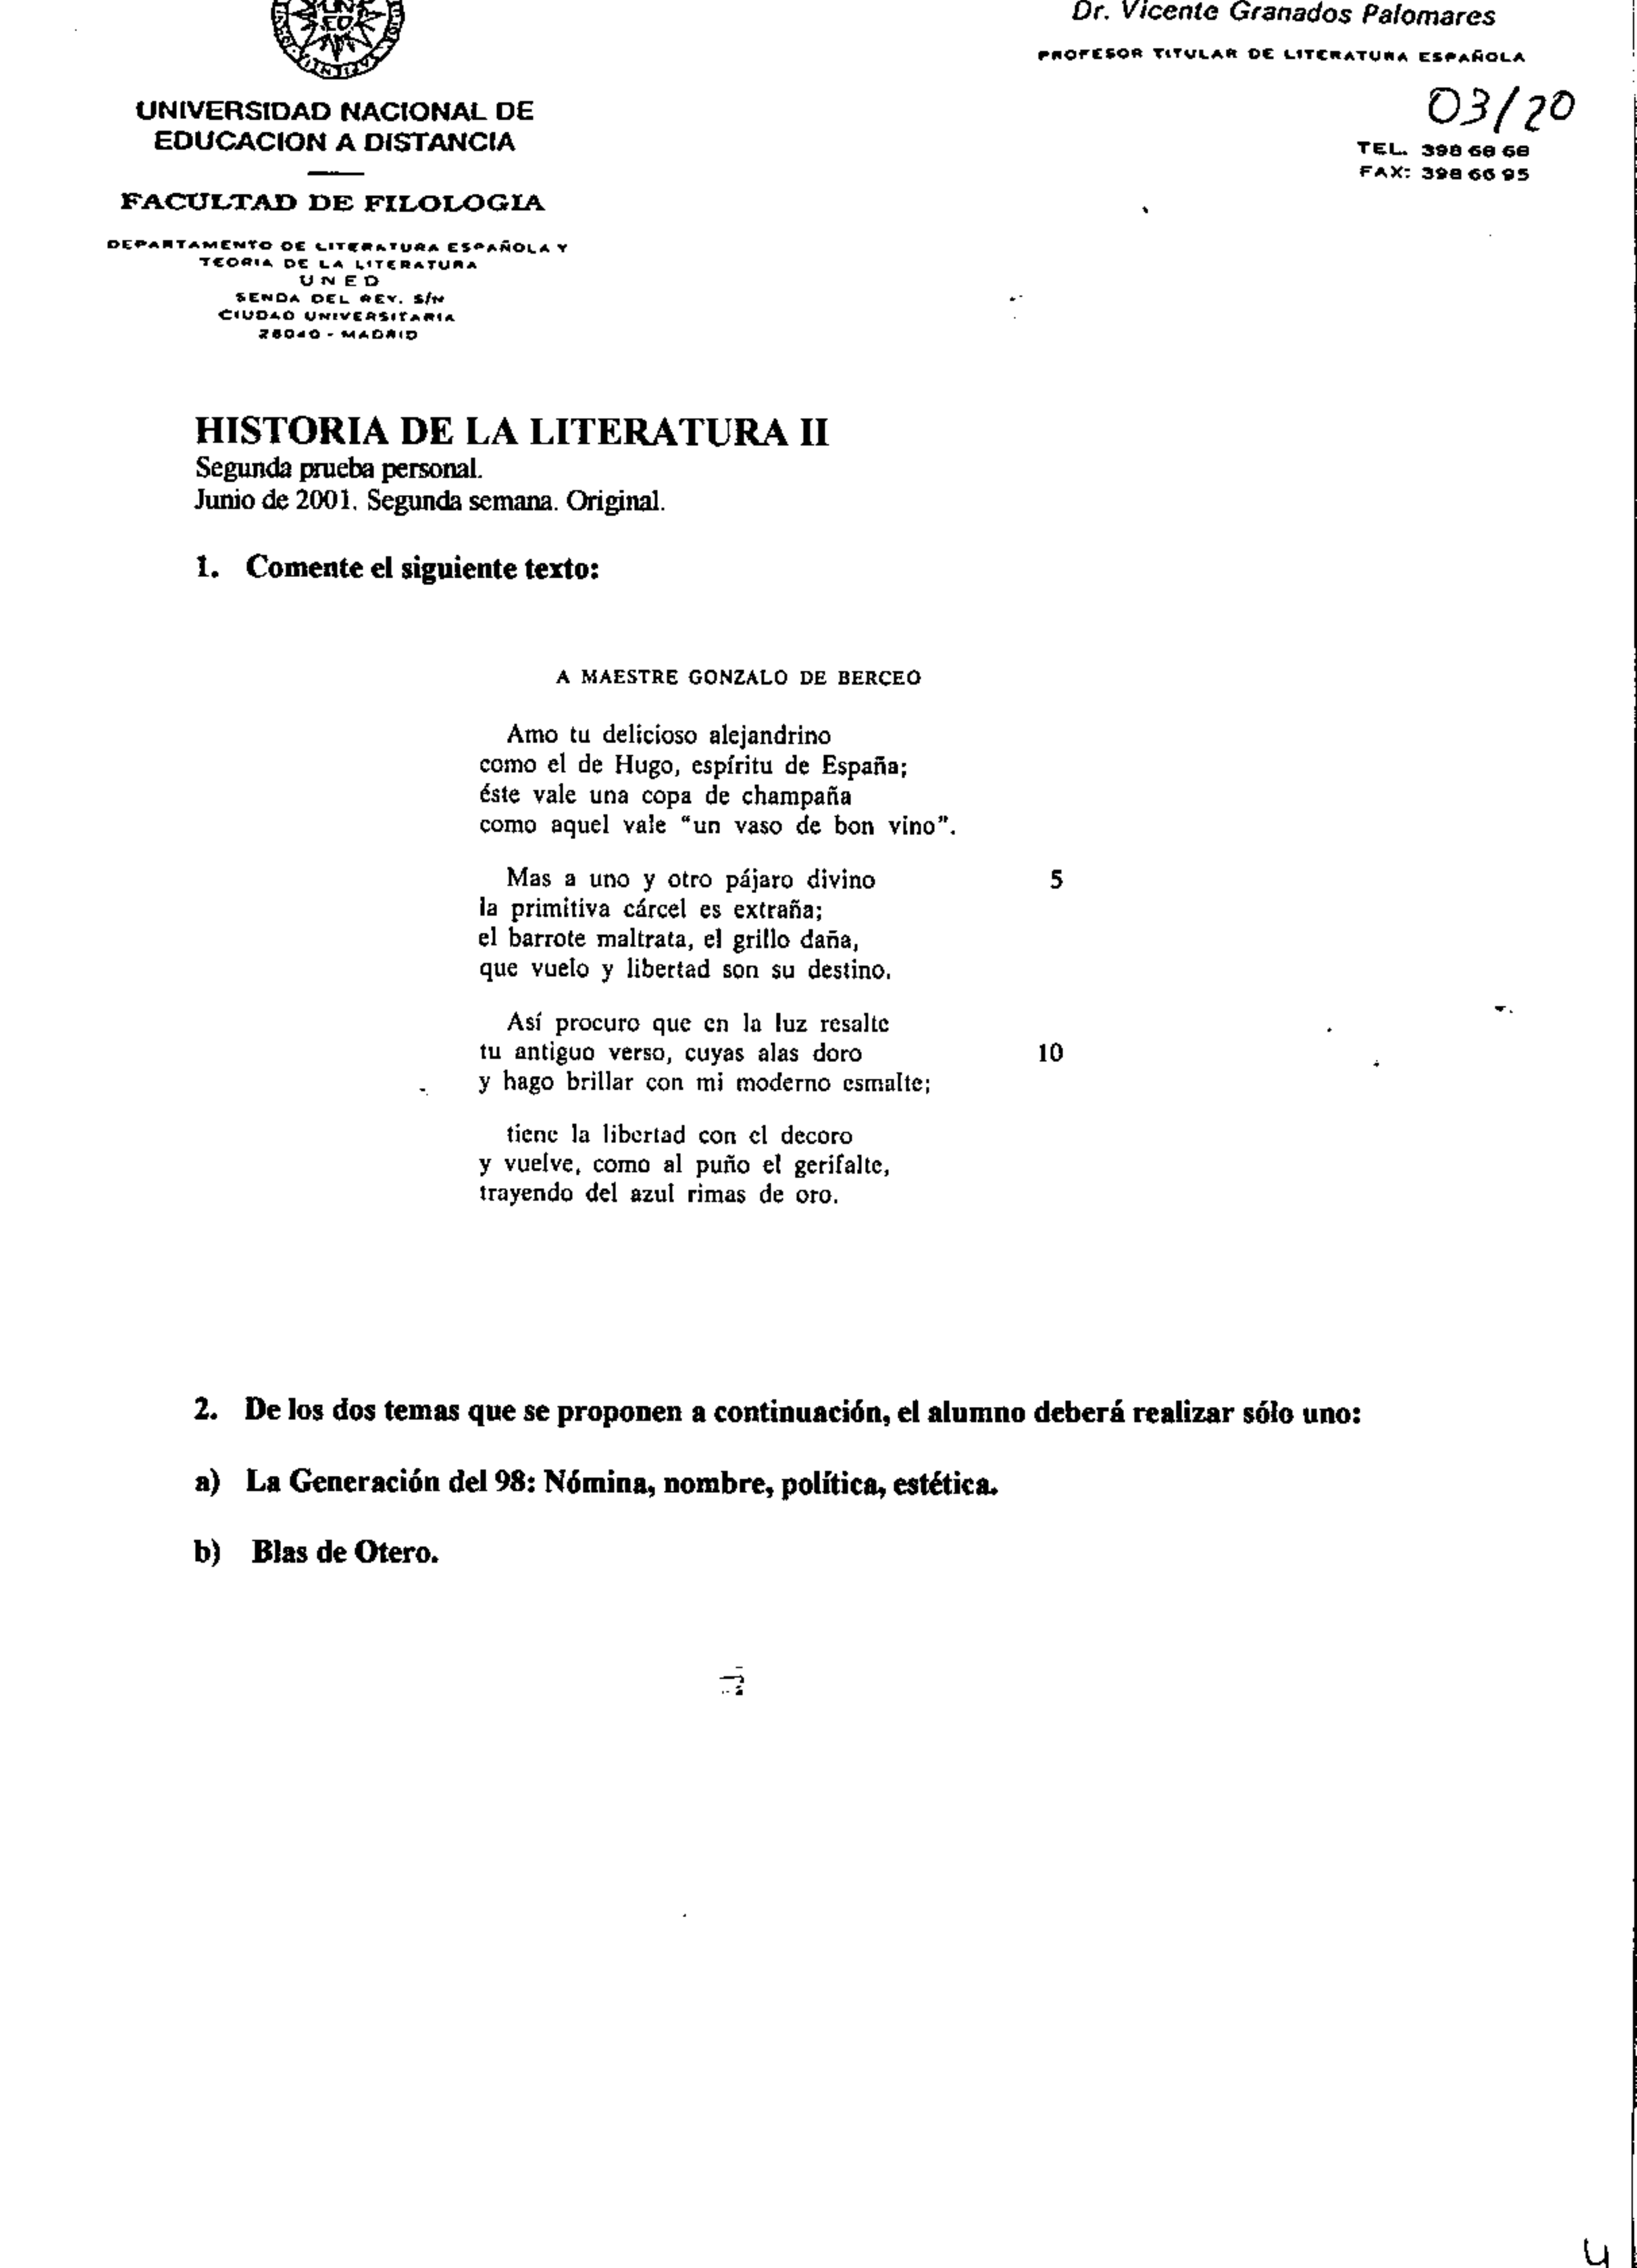 Dr. Vicente Granados Palomares
PROFESOR TITULAR DE LITERATURA ESPAÑOLA
03/20
TEL. 398 68 68
FAX: 398 66 95
UNED
UNIVERSIDAD NACIONAL DE
EDUCACION A DISTANCIA
FACULTAD DE FILOLOGIA
DEPARTAMENTO DE LITERATURA ESPAÑOLA Y
TEORIA DE LA LITERATURA
UNED
SENDA DEL REY, S/N
CIUDAD UNIVERSITARIA
28040 - MADRID
HISTORIA DE LA LITERATURA II
Segunda prueba personal.
Junio de 2001. Segunda semana. Original.
1. Comente el siguiente texto:
A MAESTRE GONZALO DE BERCEO
Amo tu delicioso alejandrino
como el de Hugo, espíritu de España;
éste vale una copa de champaña
como aquel vale “un vaso de bon vino”.
Mas a uno y otro pájaro divino 5
la primitiva cárcel es extraña;
el barrote maltrata, el grillo daña,
que vuelo y libertad son su destino.
Así procuro que en la luz resalte
tu antiguo verso, cuyas alas doro 10
y hago brillar con mi moderno esmalte;
tiene la libertad con el decoro
y vuelve, como al puño el gerifalte,
trayendo del azul rimas de oro.
2. De los dos temas que se proponen a continuación, el alumno deberá realizar sólo uno:
a) La Generación del 98: Nómina, nombre, política, estética.
b) Blas de Otero.
4